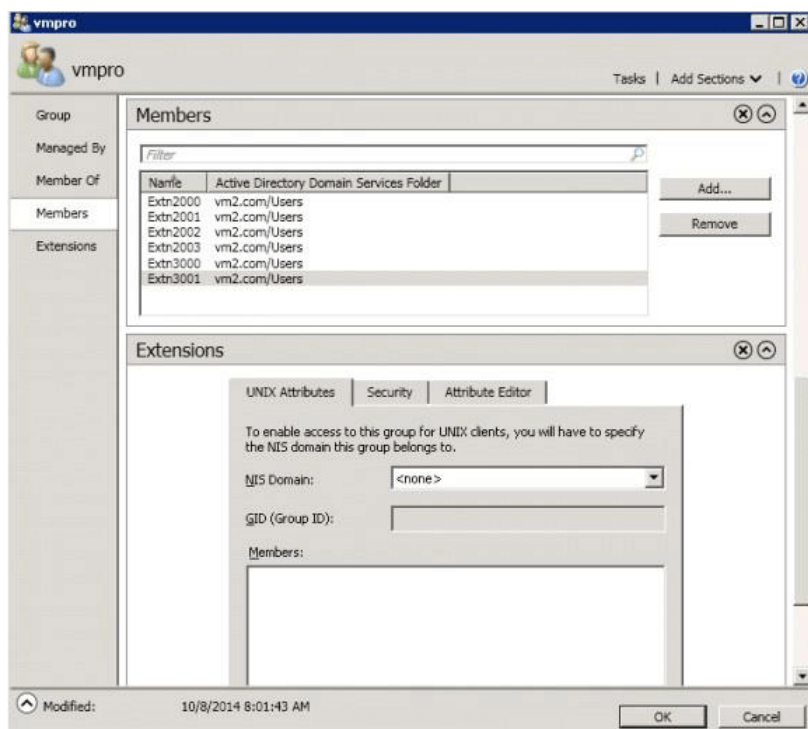 vmpro
vmpro
Tasks | Add Sections |
Group
Managed By
Member Of
Members
Extensions
Members
Filter
Name Active Directory Domain Services Folder
Extn2000 vm2.com/Users
Extn2001 vm2.com/Users
Extn2002 vm2.com/Users
Extn2003 vm2.com/Users
Extn3000 vm2.com/Users
Extn3001 vm2.com/Users
Add...
Remove
Extensions
UNIX Attributes Security Attribute Editor
To enable access to this group for UNIX clients, you will have to specify
the NIS domain this group belongs to.
NIS Domain: <none>
GID (Group ID):
Members:
Modified: 10/8/2014 8:01:43 AM
OK Cancel